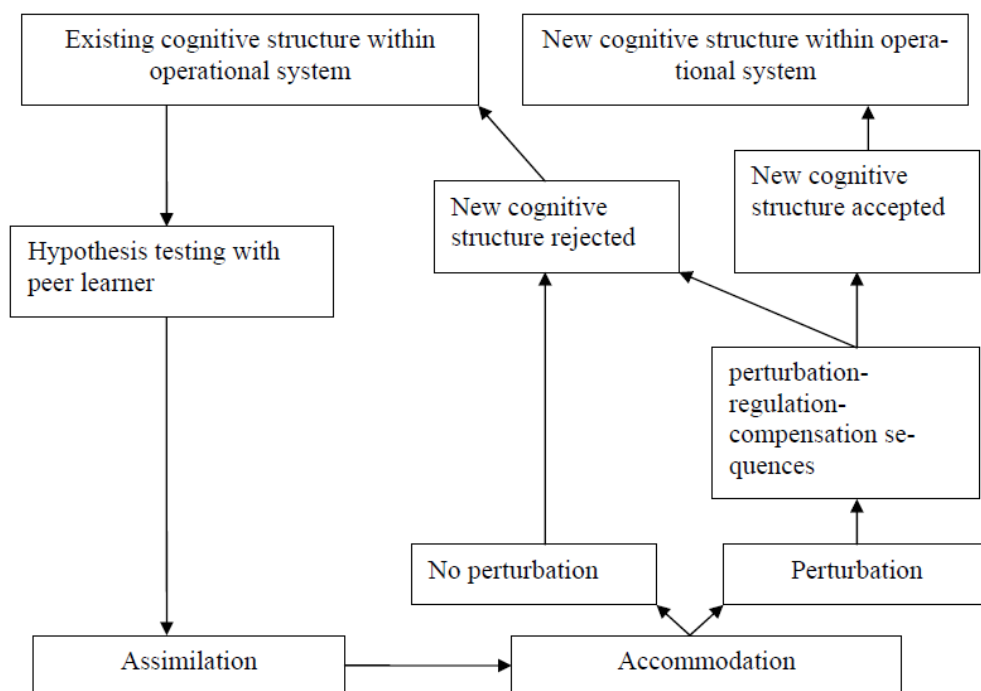 Existing cognitive structure within
operational system
New cognitive structure within opera-
tional system
New cognitive
structure rejected
New cognitive
structure accepted
Hypothesis testing with
peer learner
perturbation-
regulation-
compensation se-
quences
No perturbation
Perturbation
Assimilation
Accommodation